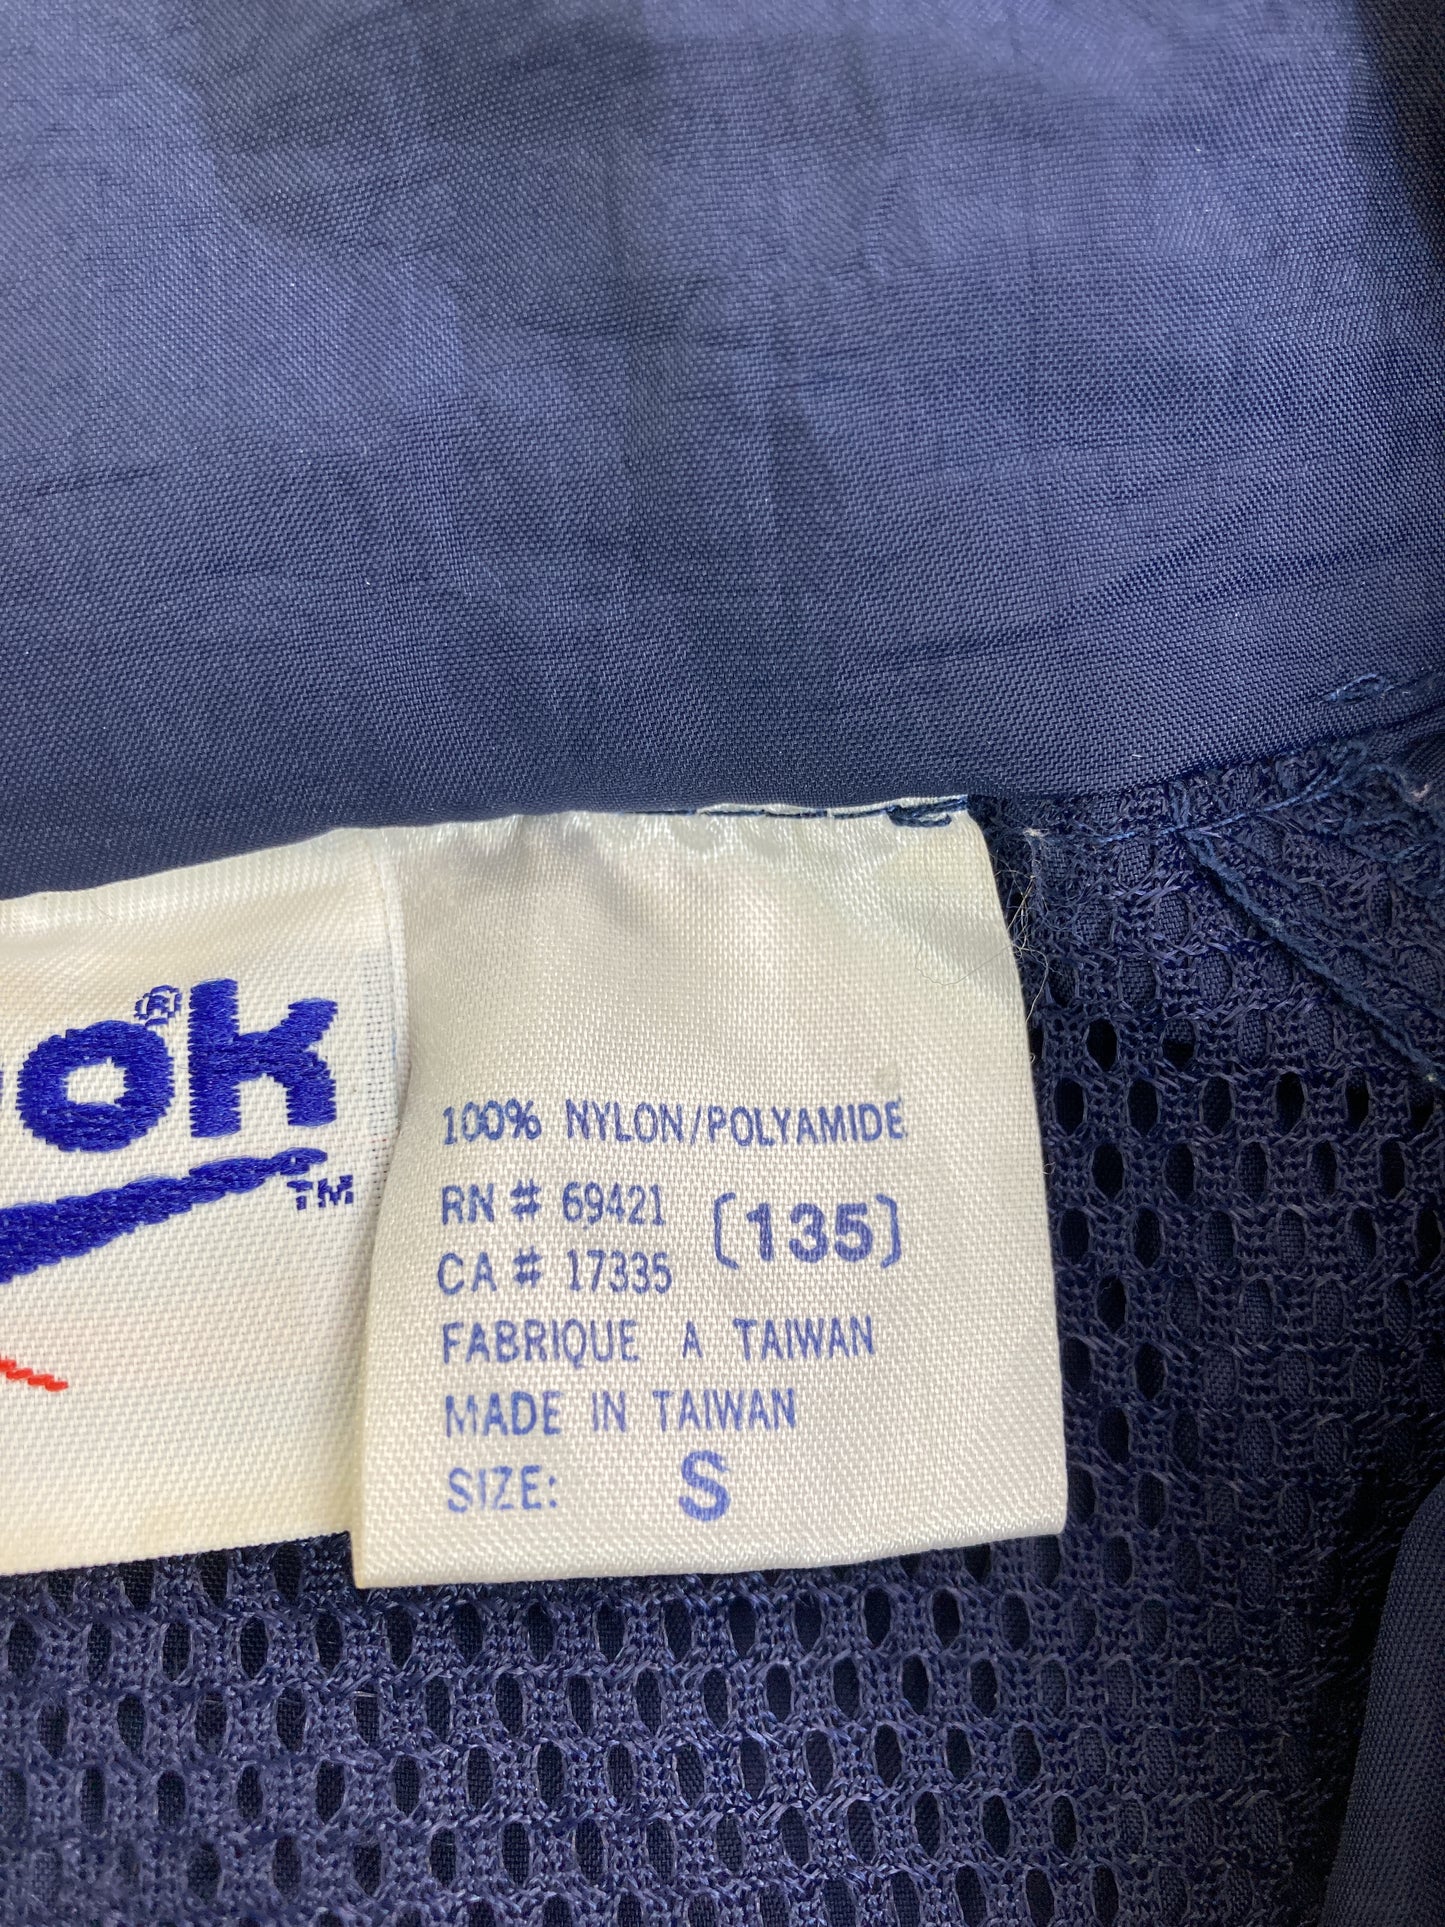 ok®
TM
100% NYLON/POLYAMIDE
RN # 69421 (135)
CA # 17335
FABRIQUE A TAIWAN
MADE IN TAIWAN
SIZE: S